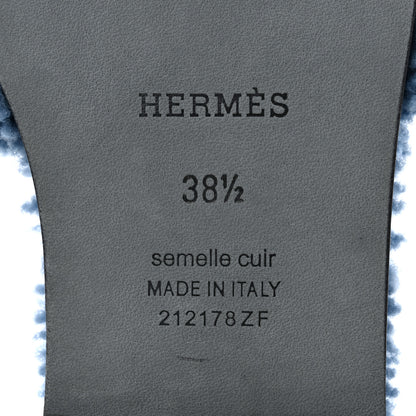 HERMÈS
38½
semelle cuir
MADE IN ITALY
212178ZF